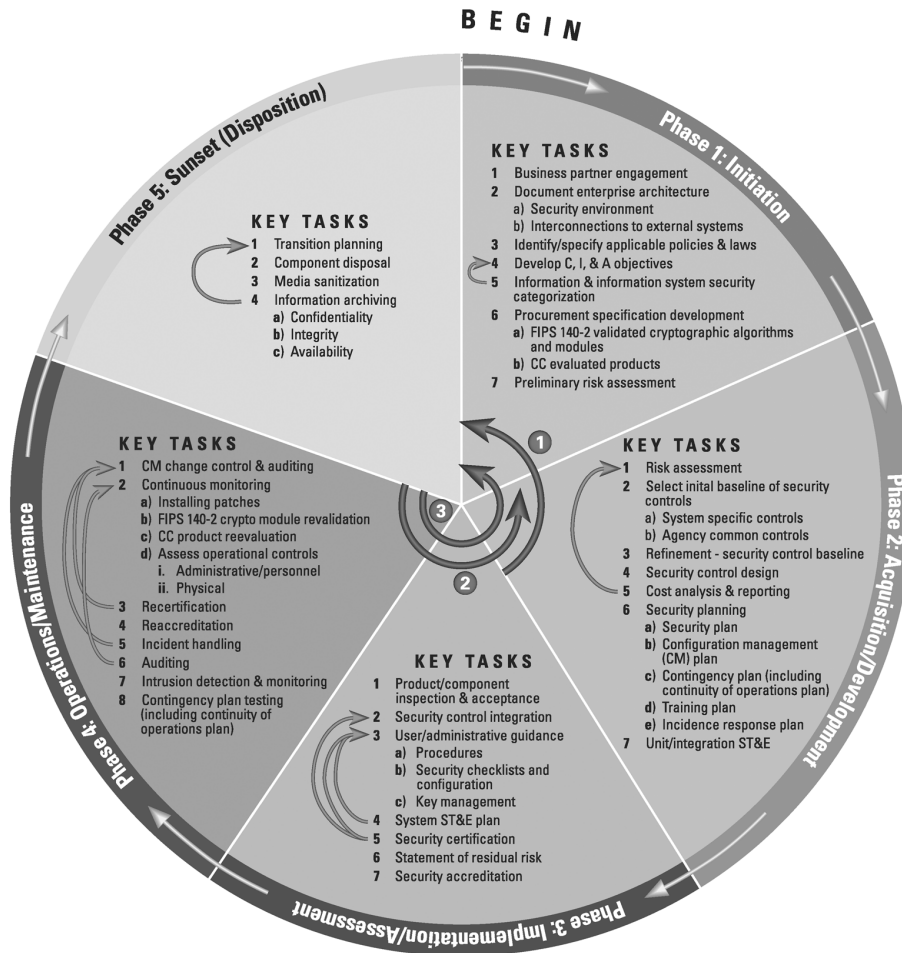 BEGIN
Phase 1: Initiation
KEY TASKS
1 Business partner engagement
2 Document enterprise architecture
a) Security environment
b) Interconnections to external systems
3 Identify/specify applicable policies & laws
4 Develop C, I, & A objectives
5 Information & information system security
categorization
6 Procurement specification development
a) FIPS 140-2 validated cryptographic algorithms
and modules
b) CC evaluated products
7 Preliminary risk assessment
Phase 2: Acquisition/Development
KEY TASKS
1 Risk assessment
2 Select inital baseline of security
controls
a) System specific controls
b) Agency common controls
3 Refinement - security control baseline
4 Security control design
5 Cost analysis & reporting
6 Security planning
a) Security plan
b) Configuration management
(CM) plan
c) Contingency plan (including
continuity of operations plan)
d) Training plan
e) Incidence response plan
7 Unit/integration ST&E
Phase 3: Implementation/Assessment
KEY TASKS
1 Product/component
inspection & acceptance
2 Security control integration
3 User/administrative guidance
a) Procedures
b) Security checklists and
configuration
c) Key management
4 System ST&E plan
5 Security certification
6 Statement of residual risk
7 Security accreditation
Phase 4: Operations/Maintenance
KEY TASKS
1 CM change control & auditing
2 Continuous monitoring
a) Installing patches
b) FIPS 140-2 crypto module revalidation
c) CC product reevaluation
d) Assess operational controls
i. Administrative/personnel
ii. Physical
3 Recertification
4 Reaccreditation
5 Incident handling
6 Auditing
7 Intrusion detection & monitoring
8 Contingency plan testing
(including continuity of
operations plan)
Phase 5: Sunset (Disposition)
KEY TASKS
1 Transition planning
2 Component disposal
3 Media sanitization
4 Information archiving
a) Confidentiality
b) Integrity
c) Availability
1
2
3